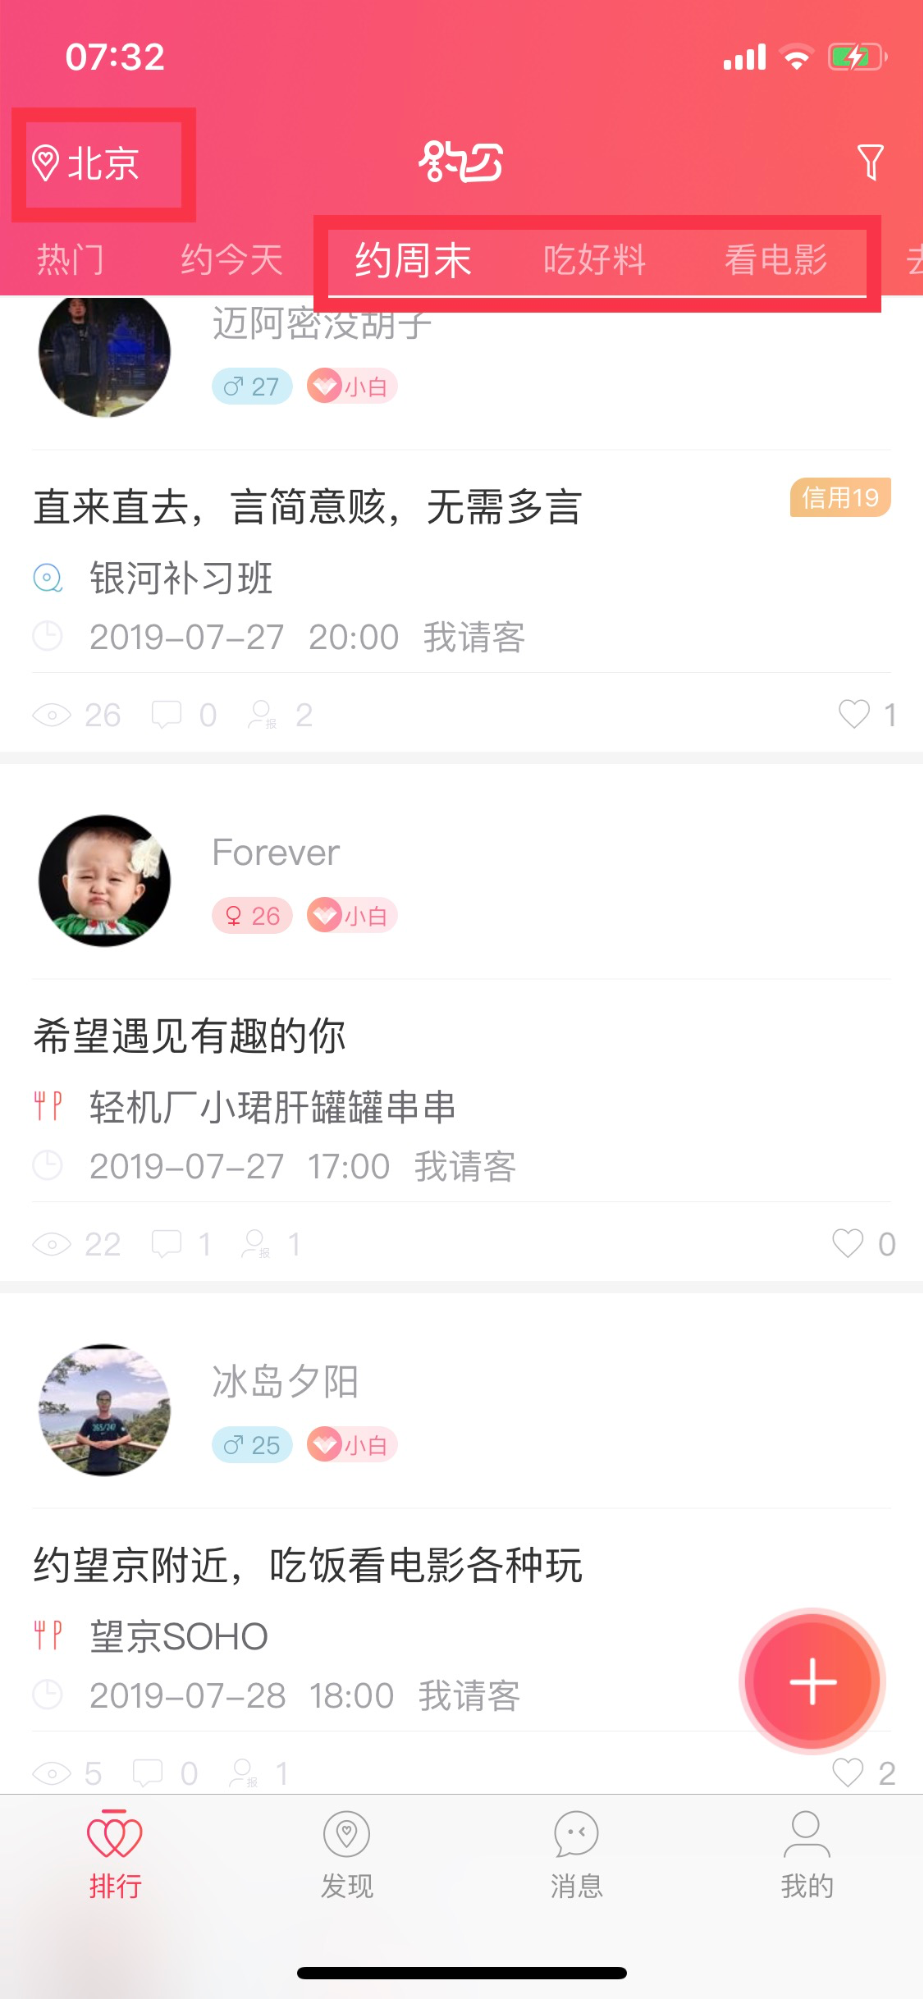 07:32
北京
热门 约今天 约周末 吃好料 看电影 去
迈阿密没胡子
27 小白
直来直去，言简意赅，无需多言 信用19
银河补习班
2019-07-27 20:00 我请客
26 0 报 2 1
Forever
26 小白
希望遇见有趣的你
轻机厂小珺肝罐罐串串
2019-07-27 17:00 我请客
22 1 报 1 0
冰岛夕阳
25 小白
约望京附近，吃饭看电影各种玩
望京SOHO
2019-07-28 18:00 我请客
5 0 报 1 2
排行 发现 消息 我的